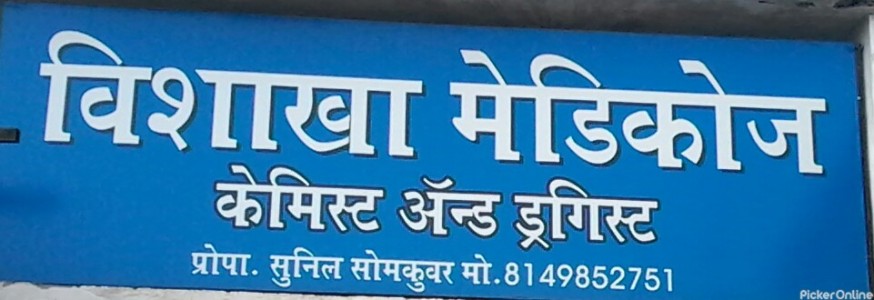 विशाखा मेडिकोज
केमिस्ट ॲन्ड ड्रगिस्ट
प्रोपा. सुनिल सोमकुवर मो.8149852751
PickerOnline